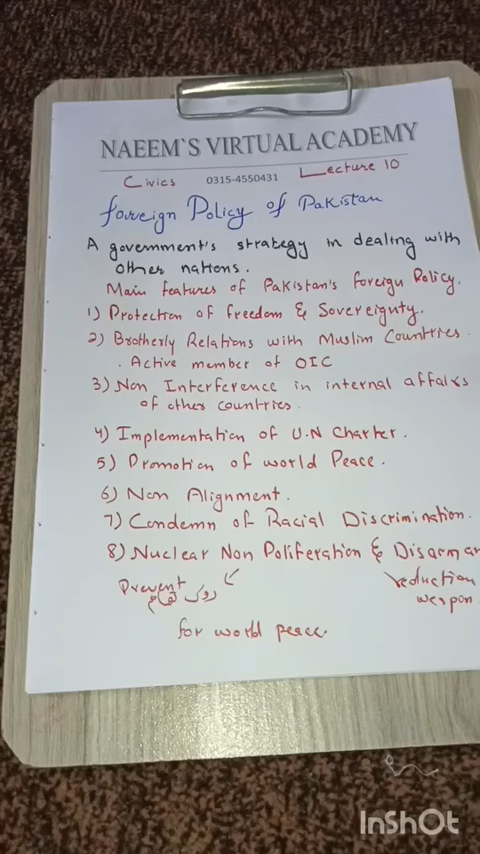 NAEEM`S VIRTUAL ACADEMY
Civics 0315-4550431 Lecture 10
Foreign Policy of Pakistan
A government's strategy in dealing with
other nations.
Main features of Pakistan's foreign Policy.
1) Protection of freedom & Sovereignty.
2) Brotherly Relations with Muslim Countries.
. Active member of OIC
3) Non Interference in internal affairs
of other countries.
4) Implementation of U.N Charter.
5) Promotion of world Peace.
6) Non Alignment.
7) Condemn of Racial Discrimination.
8) Nuclear Non Poliferation & Disarmar
Prevent reduction
روک تھام weapon
for world peace
InShOt